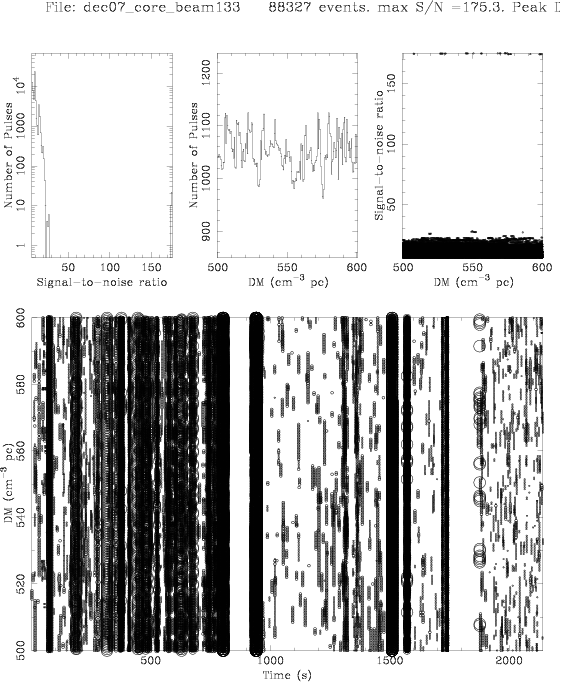 File: dec07_core_beam133 88327 events. max S/N =175.3. Peak D
Number of Pulses
10⁴
1000
100
10
1
50 100 150
Signal-to-noise ratio
Number of Pulses
1200
1100
1000
900
500 550 600
DM (cm⁻³ pc)
Signal-to-noise ratio
150
100
50
500 550 600
DM (cm⁻³ pc)
DM (cm⁻³ pc)
600
580
560
540
520
500
500 1000 1500 2000
Time (s)